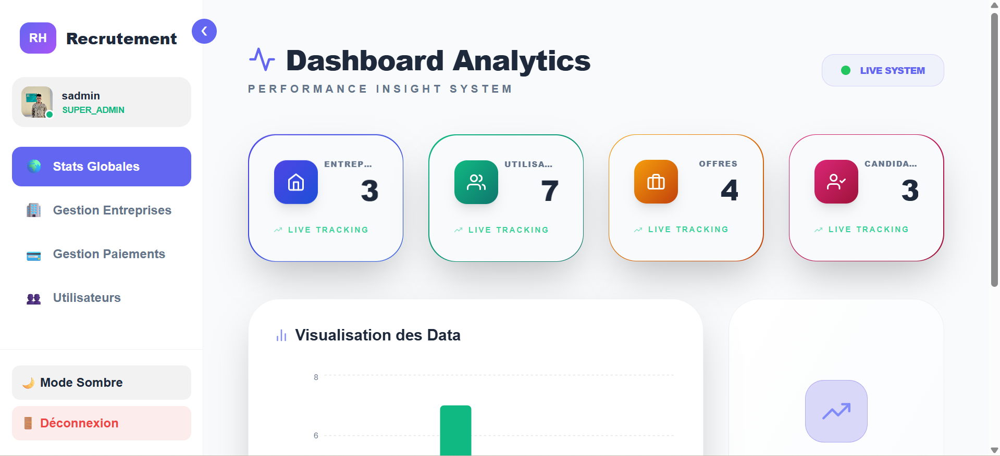 RH
Recrutement
sadmin
SUPER_ADMIN
Stats Globales
Gestion Entreprises
Gestion Paiements
Utilisateurs
Mode Sombre
Déconnexion
Dashboard Analytics
PERFORMANCE INSIGHT SYSTEM
LIVE SYSTEM
ENTREP...
3
LIVE TRACKING
UTILISA...
7
LIVE TRACKING
OFFRES
4
LIVE TRACKING
CANDIDA...
3
LIVE TRACKING
Visualisation des Data
8
6